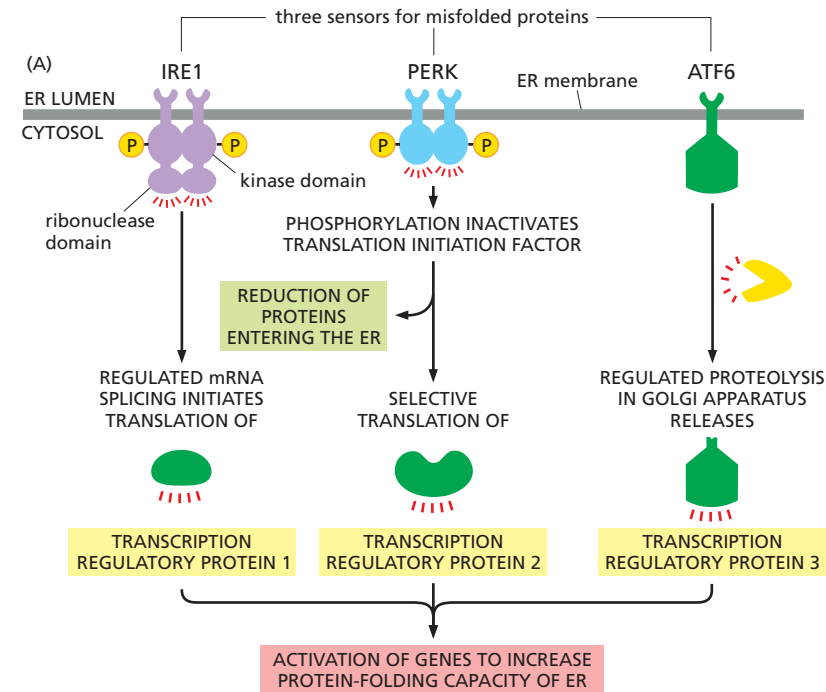 three sensors for misfolded proteins
(A)
IRE1
PERK
ATF6
ER membrane
ER LUMEN
CYTOSOL
P
P
P
P
kinase domain
ribonuclease
domain
PHOSPHORYLATION INACTIVATES
TRANSLATION INITIATION FACTOR
REDUCTION OF
PROTEINS
ENTERING THE ER
REGULATED mRNA
SPLICING INITIATES
TRANSLATION OF
SELECTIVE
TRANSLATION OF
REGULATED PROTEOLYSIS
IN GOLGI APPARATUS
RELEASES
TRANSCRIPTION
REGULATORY PROTEIN 1
TRANSCRIPTION
REGULATORY PROTEIN 2
TRANSCRIPTION
REGULATORY PROTEIN 3
ACTIVATION OF GENES TO INCREASE
PROTEIN-FOLDING CAPACITY OF ER